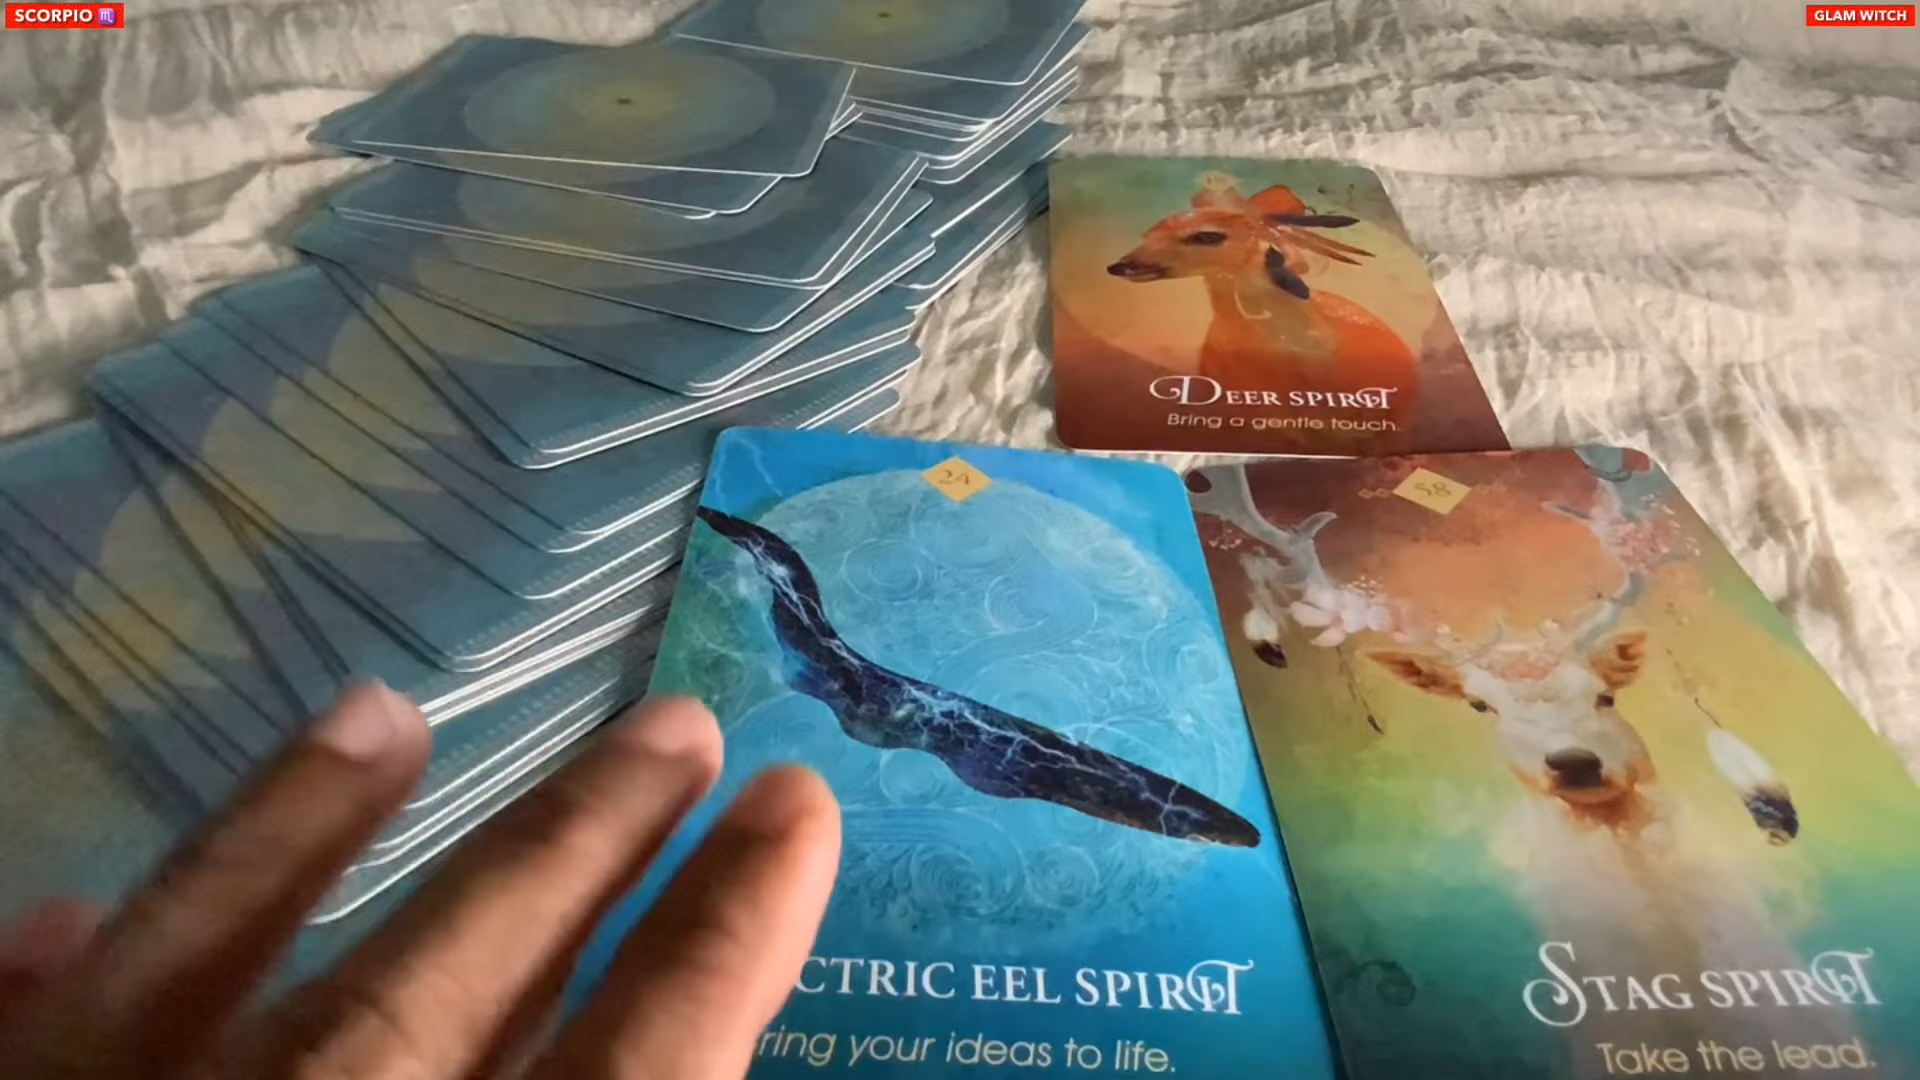 SCORPIO ♏
GLAM WITCH
DEER SPIRIT
Bring a gentle touch.
24
58
CTRIC EEL SPIRIT
ring your ideas to life.
STAG SPIRIT
Take the lead.